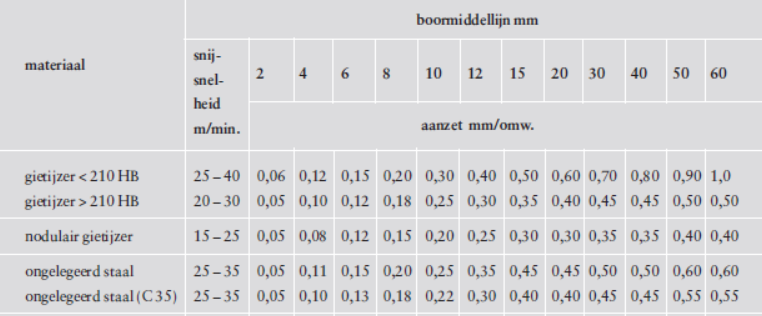 boormiddellijn mm
materiaal snij-
snel-
heid
m/min. 2 4 6 8 10 12 15 20 30 40 50 60
aanzet mm/omw.
gietijzer < 210 HB 25 – 40 0,06 0,12 0,15 0,20 0,30 0,40 0,50 0,60 0,70 0,80 0,90 1,0
gietijzer > 210 HB 20 – 30 0,05 0,10 0,12 0,18 0,25 0,30 0,35 0,40 0,45 0,45 0,50 0,50
nodulair gietijzer 15 – 25 0,05 0,08 0,12 0,15 0,20 0,25 0,30 0,30 0,35 0,35 0,40 0,40
ongelegeerd staal 25 – 35 0,05 0,11 0,15 0,20 0,25 0,35 0,45 0,45 0,50 0,50 0,60 0,60
ongelegeerd staal (C 35) 25 – 35 0,05 0,10 0,13 0,18 0,22 0,30 0,40 0,40 0,45 0,45 0,55 0,55